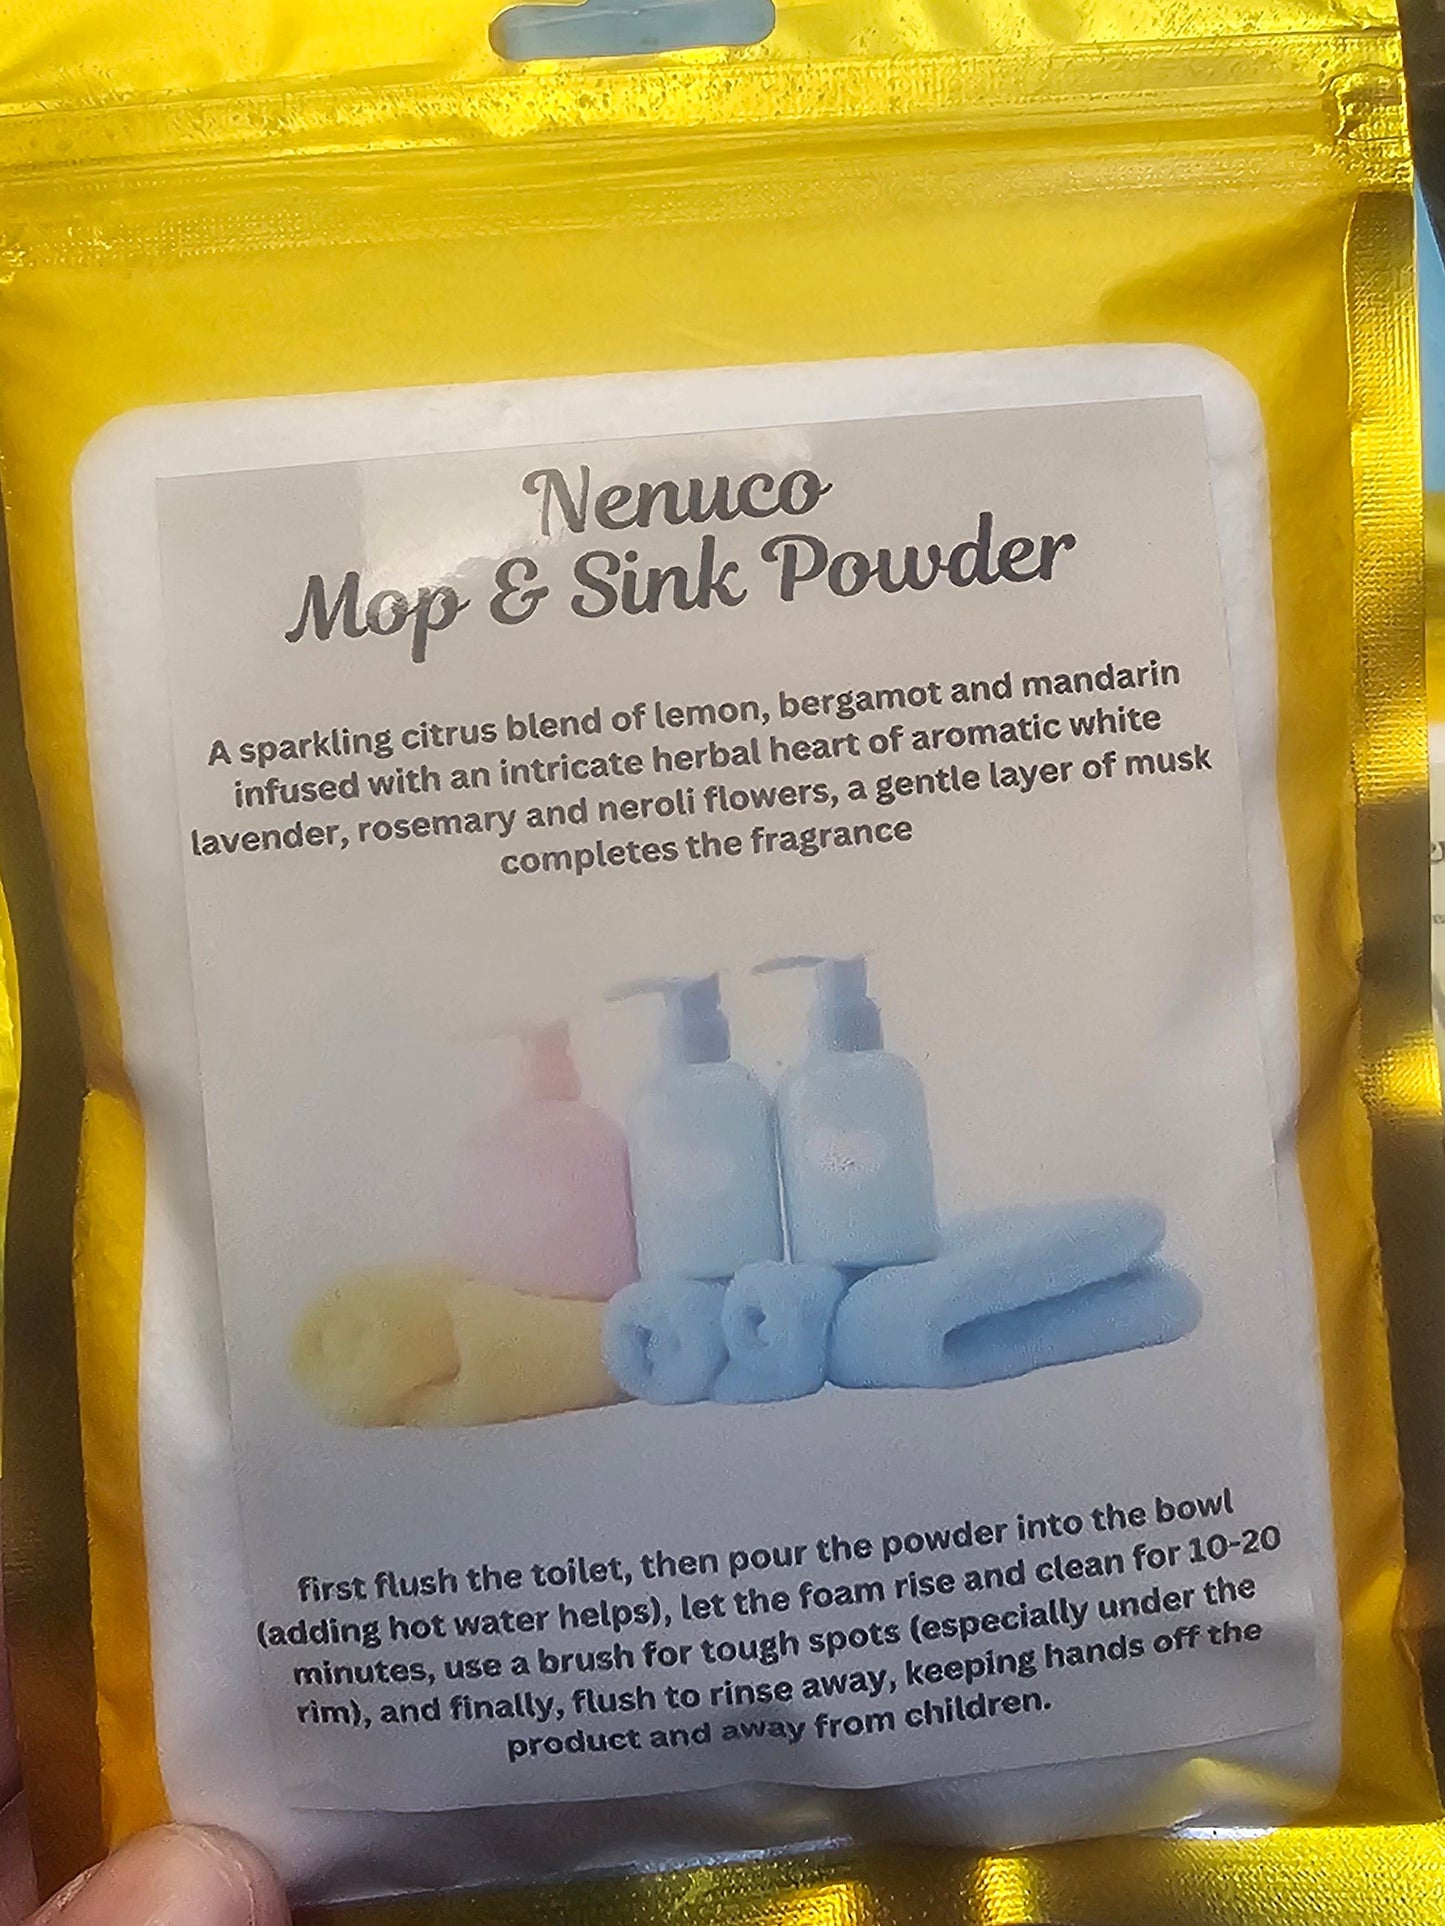 Nenuco
Mop & Sink Powder
A sparkling citrus blend of lemon, bergamot and mandarin
infused with an intricate herbal heart of aromatic white
lavender, rosemary and neroli flowers, a gentle layer of musk
completes the fragrance
first flush the toilet, then pour the powder into the bowl
(adding hot water helps), let the foam rise and clean for 10-20
minutes, use a brush for tough spots (especially under the
rim), and finally, flush to rinse away, keeping hands off the
product and away from children.